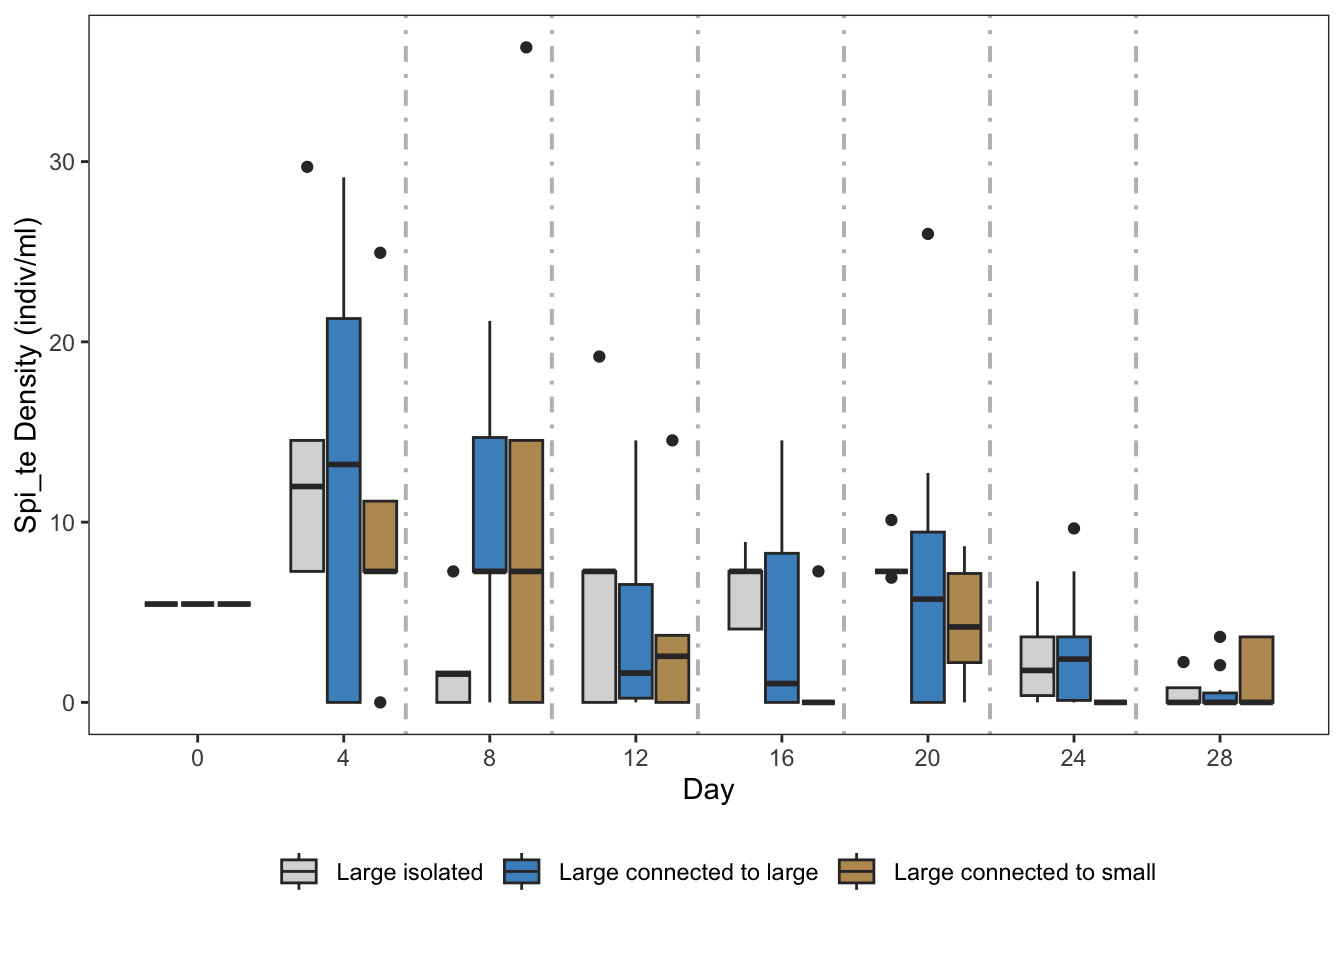 Spi_te Density (indiv/ml)
30
20
10
0
0 4 8 12 16 20 24 28
Day
Large isolated Large connected to large Large connected to small